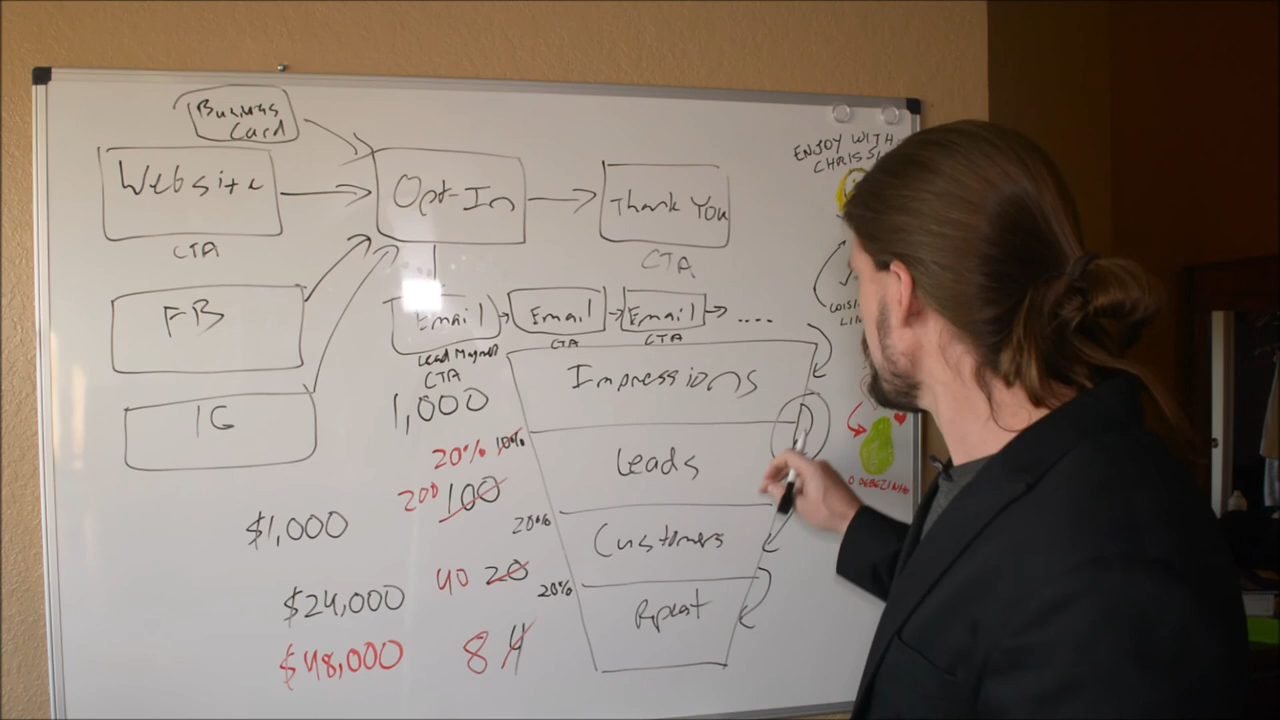 Business
Card
Website
CTA
Opt-In
Thank You
CTA
FB
IG
Email
Lead Magnet
CTA
Email
CTA
Email
CTA
....
Impressions
Leads
Customers
Repeat
1,000
20% 10%
200 100
20%
40 20
20%
8 4
$1,000
$24,000
$48,000
ENJOY WITH